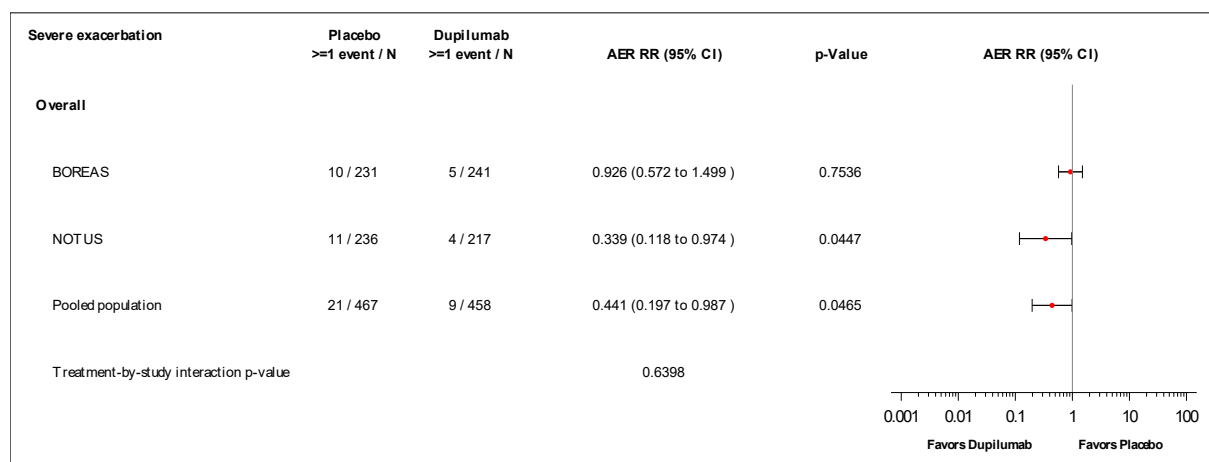 Severe exacerbation Placebo Dupilumab
>=1 event / N >=1 event / N AER RR (95% CI) p-Value AER RR (95% CI)
Overall
BOREAS 10 / 231 5 / 241 0.926 (0.572 to 1.499 ) 0.7536
NOTUS 11 / 236 4 / 217 0.339 (0.118 to 0.974 ) 0.0447
Pooled population 21 / 467 9 / 458 0.441 (0.197 to 0.987 ) 0.0465
Treatment-by-study interaction p-value 0.6398
0.001 0.01 0.1 1 10 100
Favors Dupilumab Favors Placebo